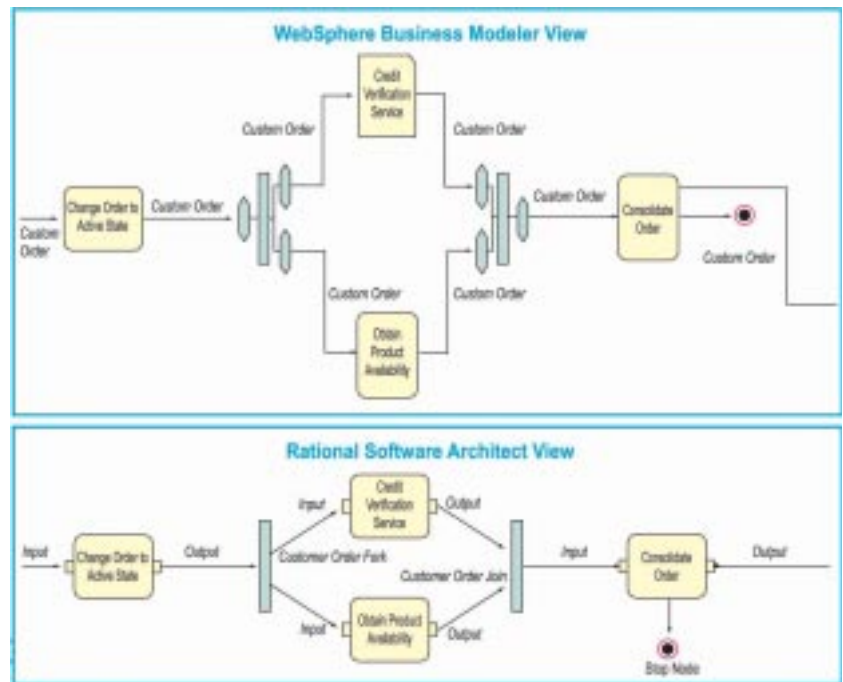 WebSphere Business Modeler View
Credit
Verification
Service
Custom Order
Custom Order
Change Order to
Active State
Custom Order
Custom Order
Consolidate
Order
Custom
Order
Custom Order
Custom Order
Custom Order
Obtain
Product
Availability
Rational Software Architect View
Credit
Verification
Service
Input
Output
Input
Change Order to
Active State
Output
Customer Order Fork
Customer Order Join
Input
Consolidate
Order
Output
Input
Obtain Product
Availability
Output
Stop Node